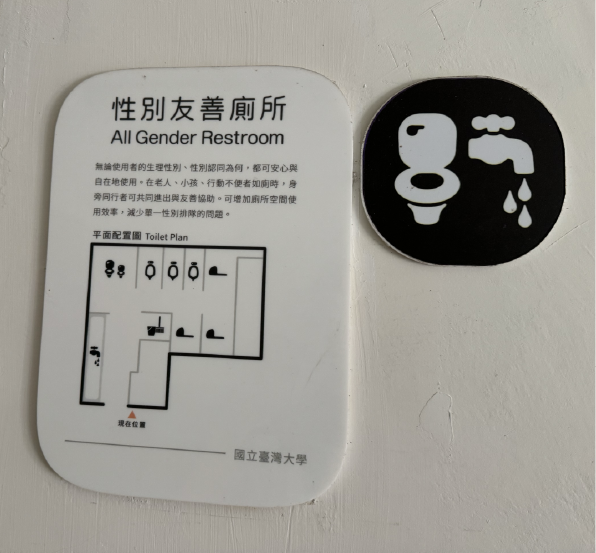 性別友善廁所
All Gender Restroom
無論使用者的生理性別、性別認同為何，都可安心與
自在地使用。在老人、小孩、行動不便者如廁時，身
旁同行者可共同進出與友善協助。可增加廁所空間使
用效率，減少單一性別排隊的問題。
平面配置圖 Toilet Plan
現在位置
國立臺灣大學